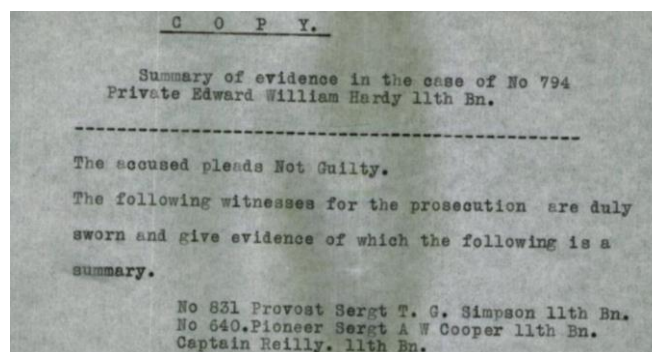 C O P Y.
Summary of evidence in the case of No 794
Private Edward William Hardy 11th Bn.
The accused pleads Not Guilty.
The following witnesses for the prosecution are duly
sworn and give evidence of which the following is a
summary.
No 831 Provost Sergt T. G. Simpson 11th Bn.
No 640.Pioneer Sergt A W Cooper 11th Bn.
Captain Reilly. 11th Bn.